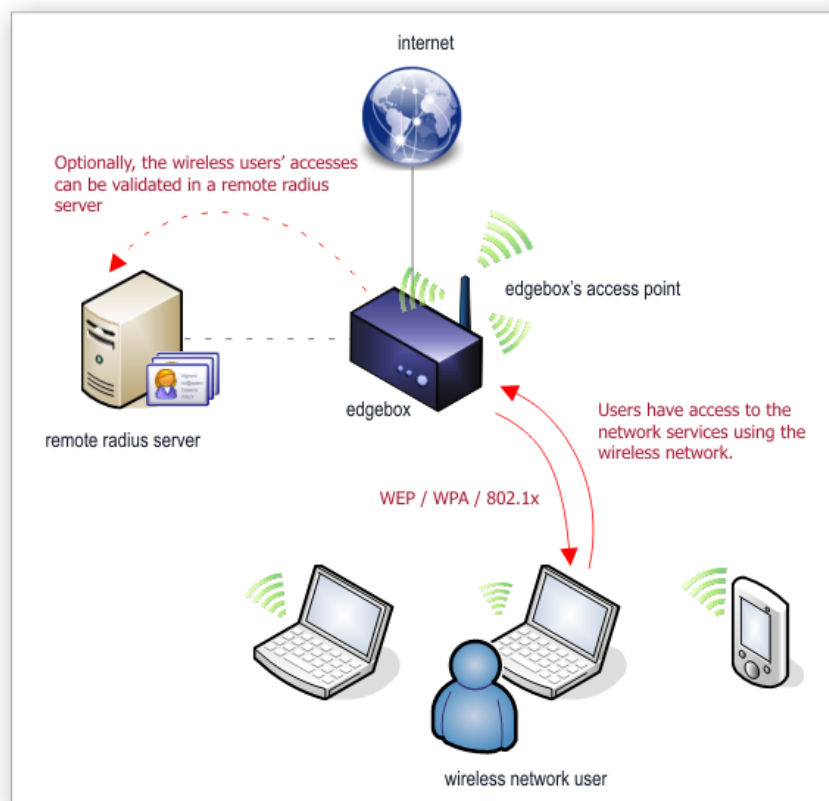 internet
Optionally, the wireless users' accesses
can be validated in a remote radius
server
edgebox's access point
edgebox
remote radius server
Users have access to the
network services using the
wireless network.
WEP / WPA / 802.1x
wireless network user